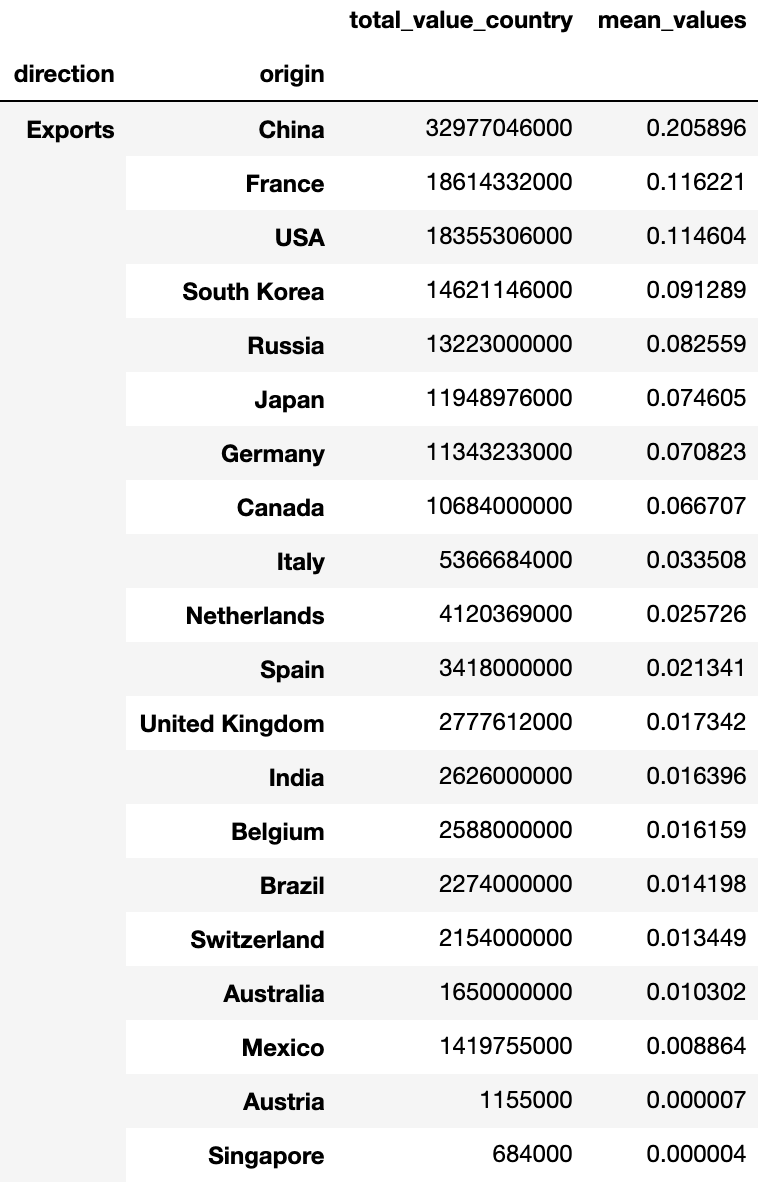 total_value_country mean_values
direction origin
Exports China 32977046000 0.205896
France 18614332000 0.116221
USA 18355306000 0.114604
South Korea 14621146000 0.091289
Russia 13223000000 0.082559
Japan 11948976000 0.074605
Germany 11343233000 0.070823
Canada 10684000000 0.066707
Italy 5366684000 0.033508
Netherlands 4120369000 0.025726
Spain 3418000000 0.021341
United Kingdom 2777612000 0.017342
India 2626000000 0.016396
Belgium 2588000000 0.016159
Brazil 2274000000 0.014198
Switzerland 2154000000 0.013449
Australia 1650000000 0.010302
Mexico 1419755000 0.008864
Austria 1155000 0.000007
Singapore 684000 0.000004